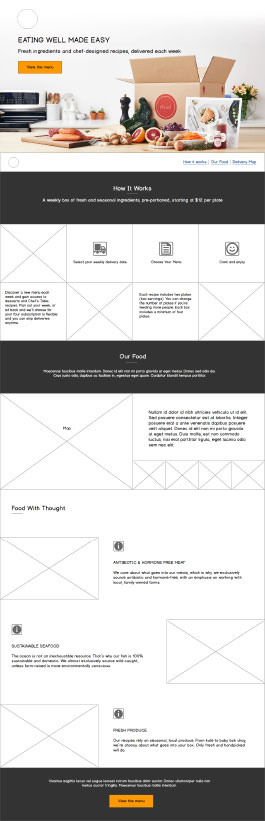 EATING WELL MADE EASY
Fresh ingredients and chef-designed recipes, delivered each week
View the menu
How it works | Our Food | Delivery Map
How It Works
A weekly box of fresh and seasonal ingredients, pre-portioned, starting at $12 per plate
Select your weekly delivery date
Choose Your Menu
Cook and enjoy
Discover a new menu each
week and gain access to
seasonal and Chef's Table
recipes. Plan out your week, or
sit back and we'll choose for
you! Your subscription is flexible
and you can skip deliveries
anytime.
Each recipe includes two plates
(two servings). You can change
the number of plates if you're
feeding more people. Each box
includes a minimum of four
plates.
Our Food
Maecenas faucibus mollis interdum. Donec id elit non mi porta gravida at eget metus. Donec sed odio dui.
Cras justo odio, dapibus ac facilisis in, egestas eget quam. Curabitur blandit tempus porttitor.
Map
Nullam id dolor id nibh ultricies vehicula ut id elit.
Sed commodo convallis id elit. Integer
posuere erat a ante venenatis dapibus posuere
velit aliquet. Donec id elit non mi porta gravida
at eget metus. Duis mollis, est non commodo
luctus, nisi erat porttitor ligula, eget lacinia odio
sem nec elit.
Food With Thought
ANTIBIOTIC & HORMONE FREE MEAT
We care about what goes into our meats, which is why we exclusively
source antibiotic and hormone-free, with an emphasis on working with
local, family-owned farms.
SUSTAINABLE SEAFOOD
The ocean is not an inexhaustible resource. That's why our fish is 100%
sustainable and domestic. We almost exclusively source wild caught,
unless farm-raised is more environmentally conscious.
FRESH PRODUCE
Our recipes rely on seasonal, local produce. From kale to baby bok choy,
we're choosy about what goes into your box. Only fresh and handpicked
will do.
Vivamus sagittis lacus vel augue laoreet rutrum faucibus dolor auctor. Donec ullamcorper nulla non
metus auctor fringilla. Maecenas faucibus mollis interdum.
View the menu